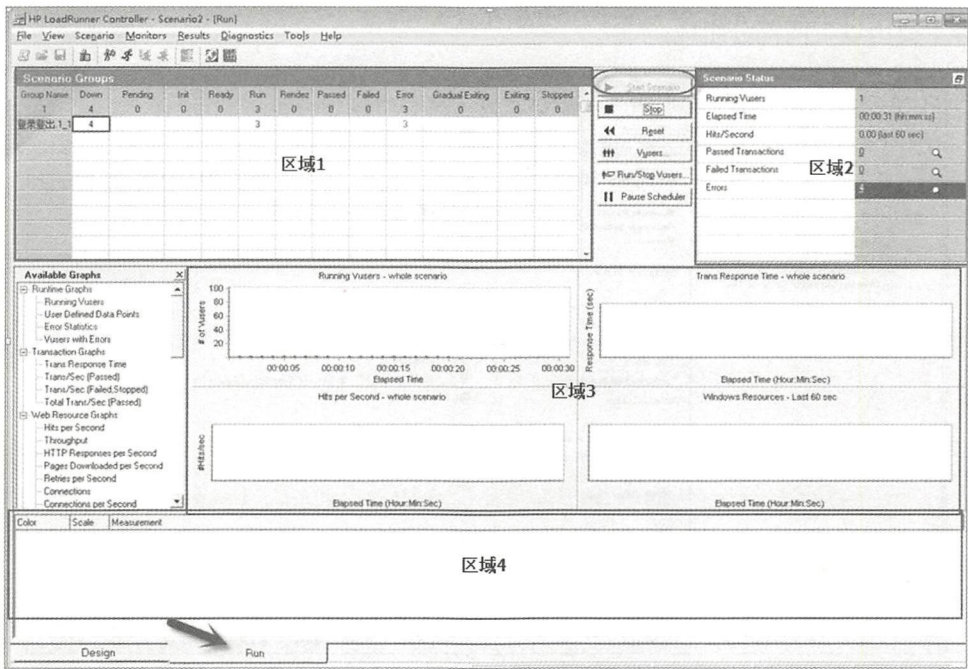 HP LoadRunner Controller - Scenario2 - [Run]
File View Scenario Monitors Results Diagnostics Tools Help
Scenario Groups
Group Name Down Pending Init Ready Run Rendez Passed Failed Error Gradual Exiting Exiting Stopped
1 4 0 0 0 3 0 0 0 3 0 0 0
登录登出.1_1 4 3 3
区域1
Start Scenario
Stop
Reset
Vusers...
Run/Stop Vusers...
Pause Scheduler
Scenario Status
Running Vusers 1
Elapsed Time 00:00:31 (hh:mm:ss)
Hits/Second 0.00 (last 60 sec)
Passed Transactions 0
Failed Transactions 0
Errors 4
区域2
Available Graphs
Runtime Graphs
Running Vusers
User Defined Data Points
Error Statistics
Vusers with Errors
Transaction Graphs
Trans Response Time
Trans/Sec (Passed)
Trans/Sec (Failed,Stopped)
Total Trans/Sec (Passed)
Web Resource Graphs
Hits per Second
Throughput
HTTP Responses per Second
Pages Downloaded per Second
Retries per Second
Connections
Connections per Second
Running Vusers - whole scenario
# of Vusers
100
80
60
40
20
00:00:05 00:00:10 00:00:15 00:00:20 00:00:25 00:00:30
Elapsed Time
Trans Response Time - whole scenario
Response Time (sec)
Elapsed Time (Hour:Min:Sec)
区域3
Hits per Second - whole scenario
#Hits/sec
Elapsed Time (Hour:Min:Sec)
Windows Resources - Last 60 sec
Elapsed Time (Hour:Min:Sec)
Color Scale Measurement
区域4
Design Run